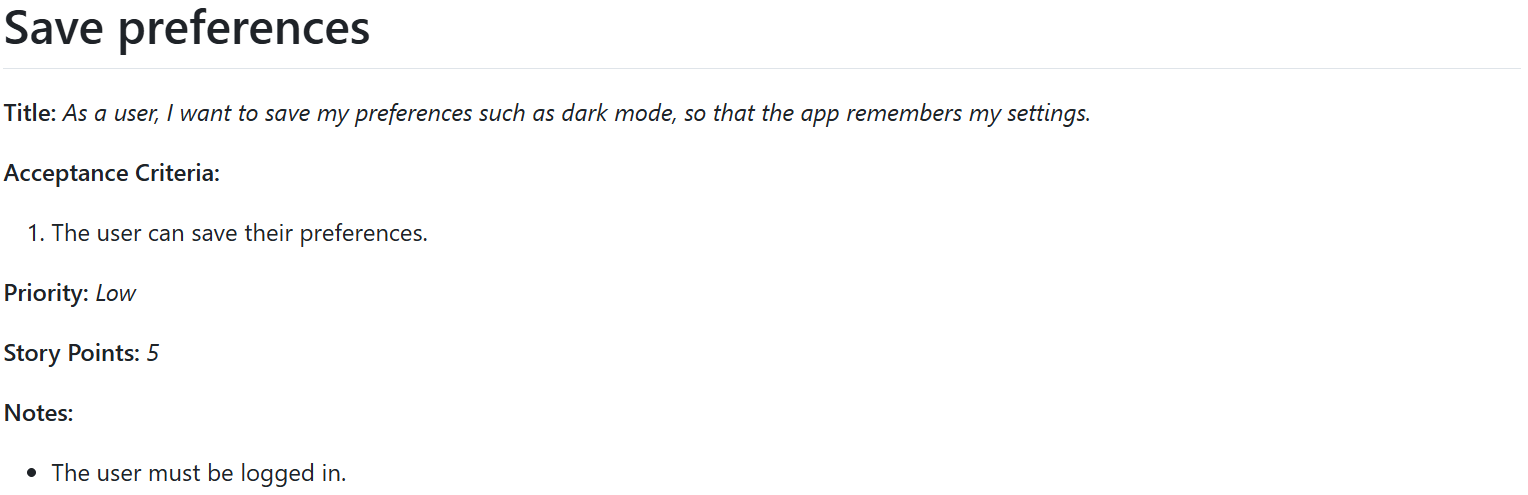 Save preferences
Title: As a user, I want to save my preferences such as dark mode, so that the app remembers my settings.
Acceptance Criteria:
1. The user can save their preferences.
Priority: Low
Story Points: 5
Notes:
• The user must be logged in.